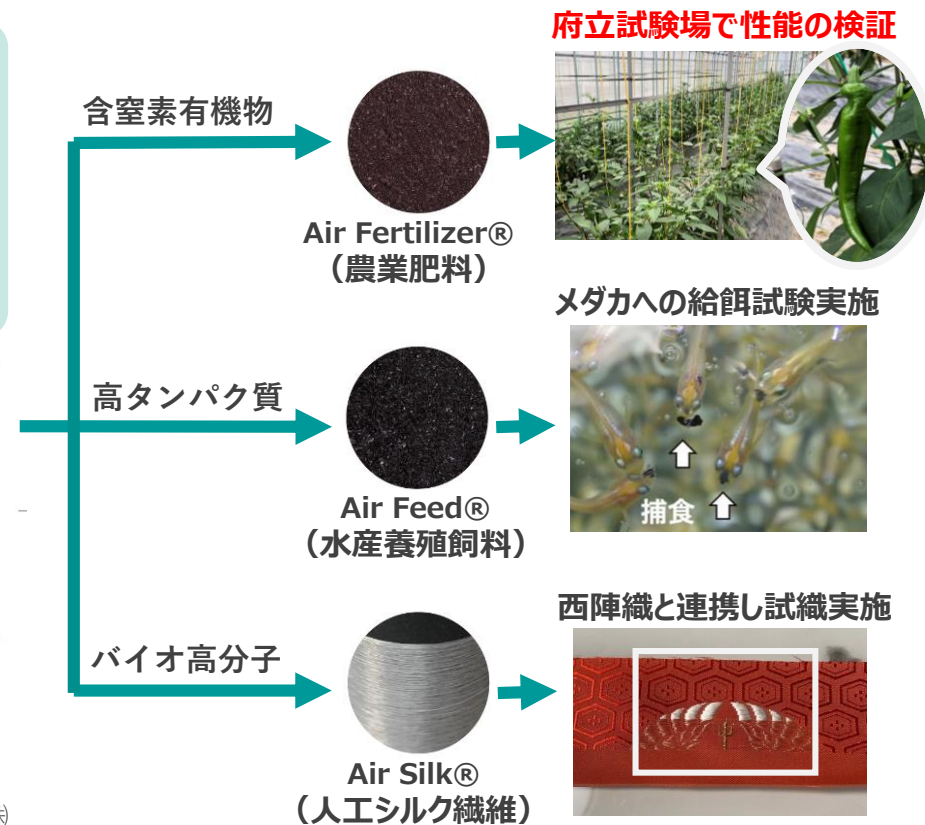 府立試験場で性能の検証
含窒素有機物
Air Fertilizer®
（農業肥料）
メダカへの給餌試験実施
高タンパク質
捕食
Air Feed®
（水産養殖飼料）
西陣織と連携し試織実施
バイオ高分子
Air Silk®
（人工シルク繊維）